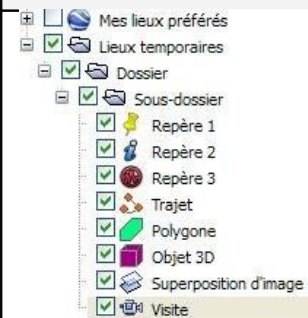 Mes lieux préférés
Lieux temporaires
Dossier
Sous-dossier
Repère 1
Repère 2
Repère 3
Trajet
Polygone
Objet 3D
Superposition d'image
Visite